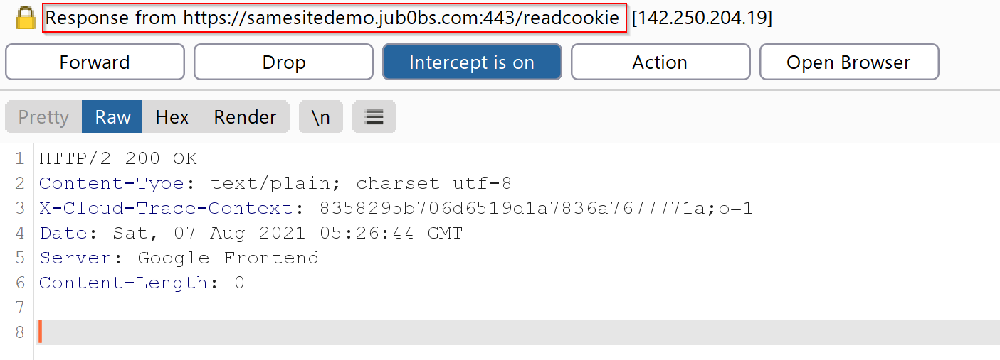 Response from https://samesitedemo.jub0bs.com:443/readcookie [142.250.204.19]
Forward Drop Intercept is on Action Open Browser
Pretty Raw Hex Render \n
1 HTTP/2 200 OK
2 Content-Type: text/plain; charset=utf-8
3 X-Cloud-Trace-Context: 8358295b706d6519d1a7836a7677771a;o=1
4 Date: Sat, 07 Aug 2021 05:26:44 GMT
5 Server: Google Frontend
6 Content-Length: 0
7
8